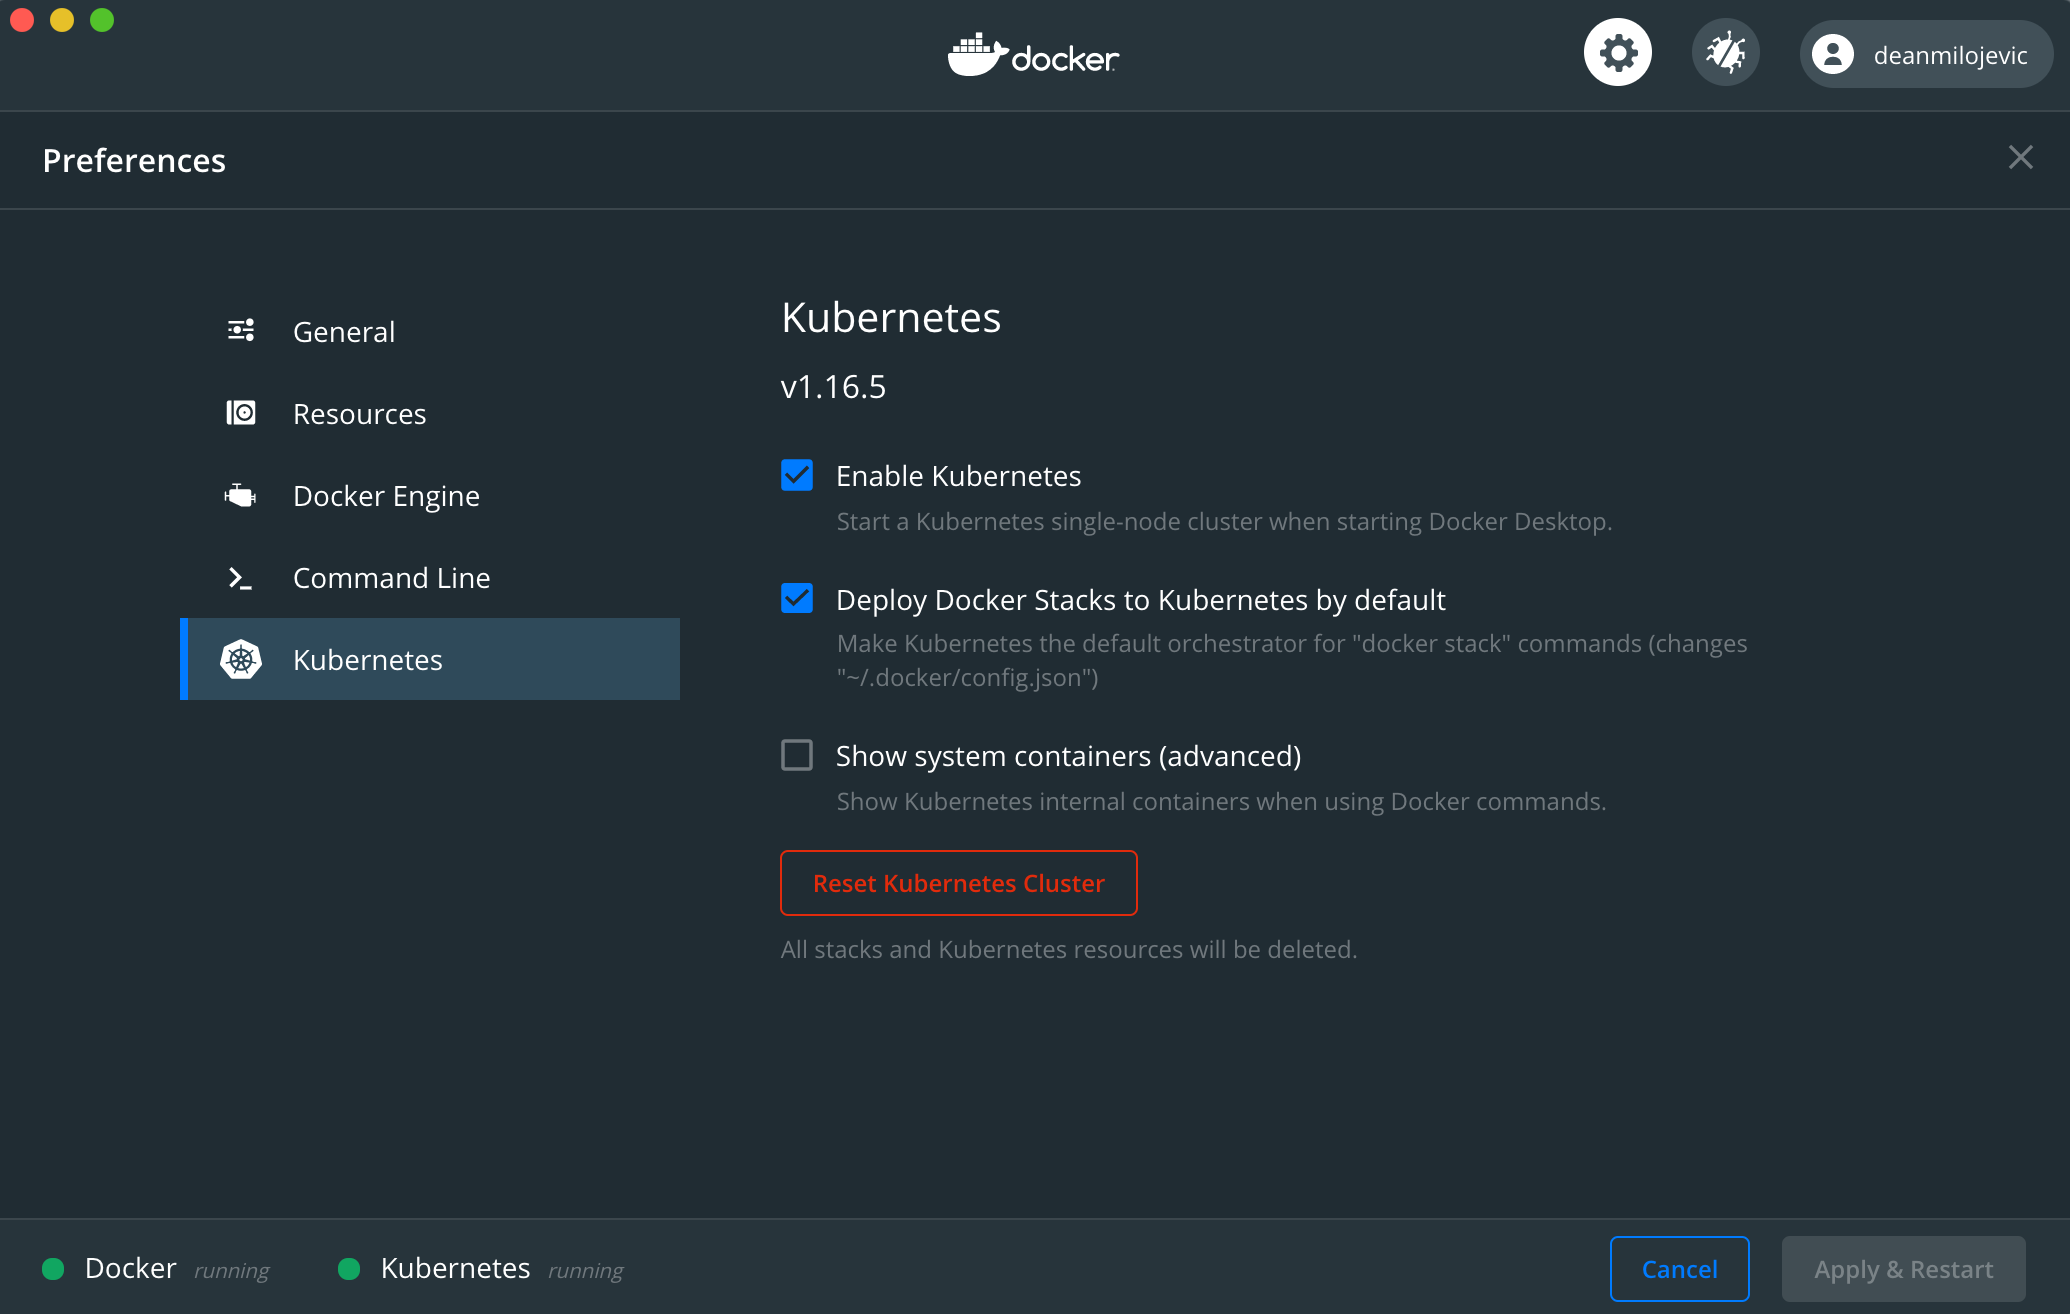 docker
deanmilojevic
Preferences
General
Resources
Docker Engine
Command Line
Kubernetes
Kubernetes
v1.16.5
Enable Kubernetes
Start a Kubernetes single-node cluster when starting Docker Desktop.
Deploy Docker Stacks to Kubernetes by default
Make Kubernetes the default orchestrator for "docker stack" commands (changes
"~/.docker/config.json")
Show system containers (advanced)
Show Kubernetes internal containers when using Docker commands.
Reset Kubernetes Cluster
All stacks and Kubernetes resources will be deleted.
Docker running
Kubernetes running
Cancel
Apply & Restart